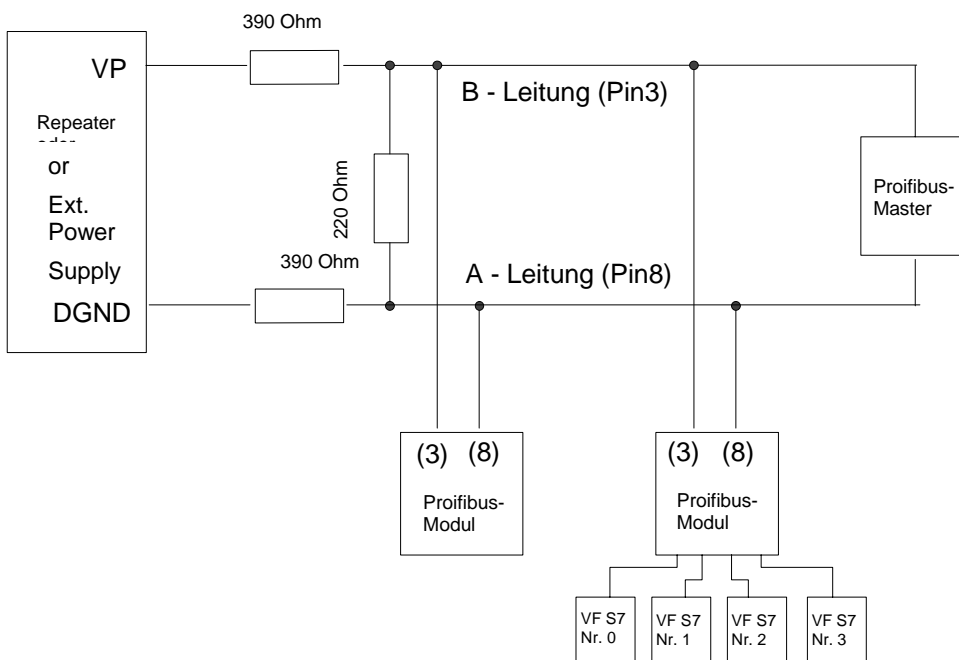 390 Ohm
VP
B - Leitung (Pin3)
Repeater
or
Ext.
Power
Supply
DGND
220 Ohm
390 Ohm
A - Leitung (Pin8)
Proifibus-
Master
(3) (8)
Proifibus-
Modul
(3) (8)
Proifibus-
Modul
VF S7
Nr. 0
VF S7
Nr. 1
VF S7
Nr. 2
VF S7
Nr. 3